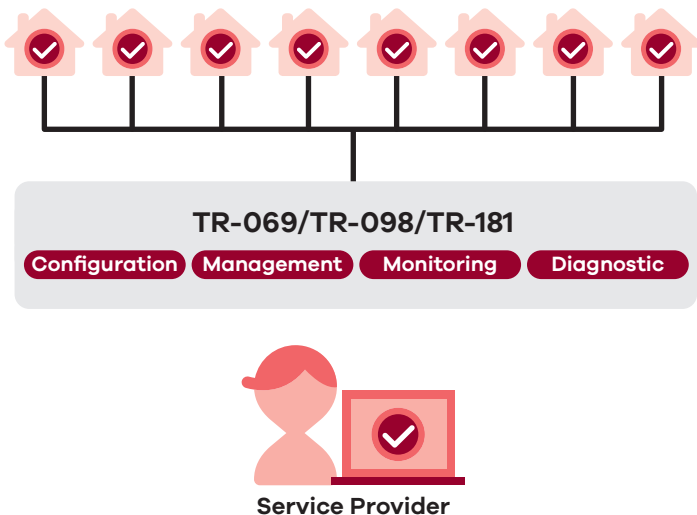 TR-069/TR-098/TR-181
Configuration Management Monitoring Diagnostic
Service Provider